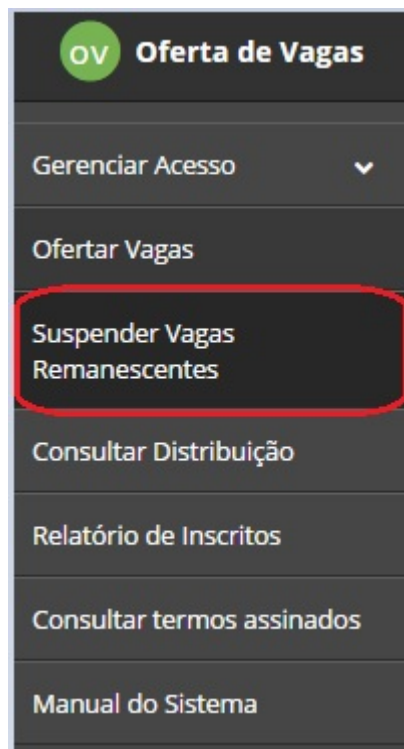 OV Oferta de Vagas
Gerenciar Acesso
Ofertar Vagas
Suspender Vagas
Remanescentes
Consultar Distribuição
Relatório de Inscritos
Consultar termos assinados
Manual do Sistema